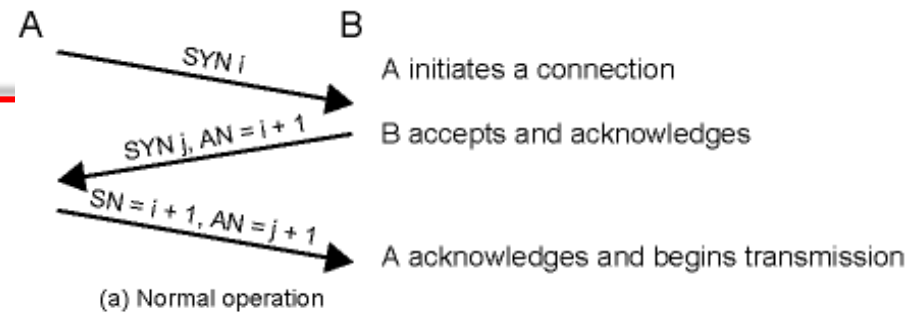 A B
SYN i
A initiates a connection
SYN j, AN = i + 1
B accepts and acknowledges
SN = i + 1, AN = j + 1
A acknowledges and begins transmission
(a) Normal operation